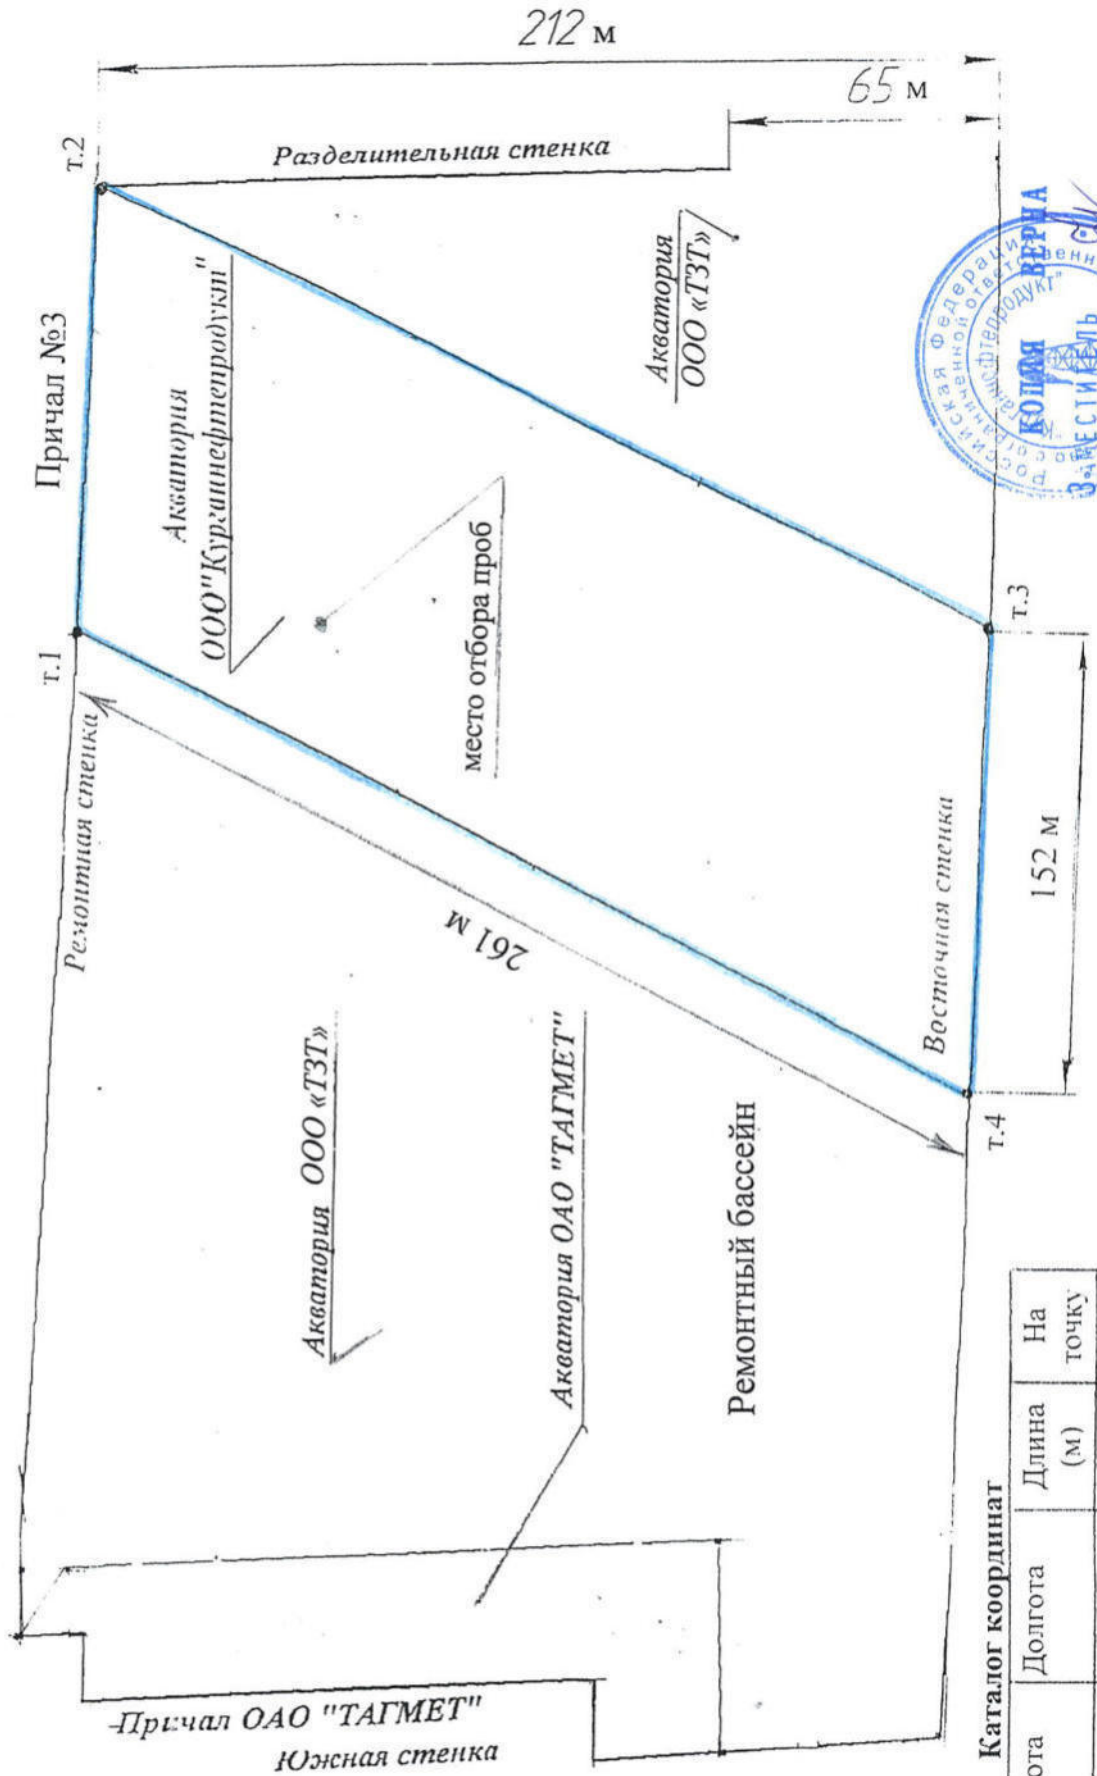 212 м
65 м
т.2
Разделительная стенка
Причал №3
Акватория
ООО"Курганнефтепродукт"
Акватория
ООО «ТЗТ»
т.1
место отбора проб
т.3
Ремонтная стенка
261 м
Восточная стенка
152 м
т.4
Акватория ООО «ТЗТ»
Акватория ОАО "ТАГМЕТ"
Ремонтный бассейн
Причал ОАО "ТАГМЕТ"
Южная стенка
Каталог координат
ота Долгота Длина (м) На точку
КОПИЯ ВЕРНА
Российская Федерация